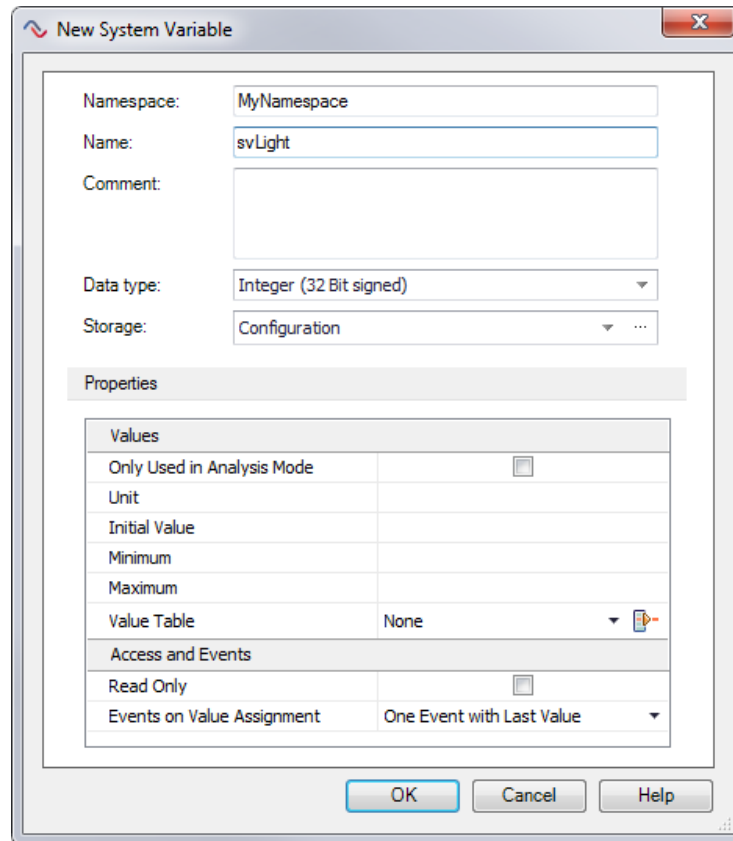 New System Variable
Namespace: MyNamespace
Name: svLight
Comment:
Data type: Integer (32 Bit signed)
Storage: Configuration ...
Properties
Values
Only Used in Analysis Mode
Unit
Initial Value
Minimum
Maximum
Value Table None
Access and Events
Read Only
Events on Value Assignment One Event with Last Value
OK Cancel Help